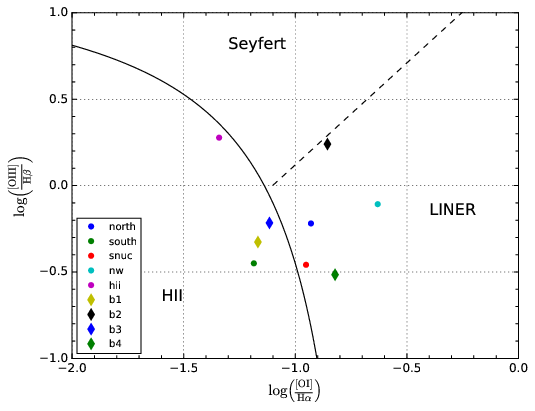 1.0
0.5
0.0
−0.5
−1.0
−2.0
−1.5
−1.0
−0.5
0.0
log([OIII]/Hβ)
log([OI]/Hα)
Seyfert
LINER
HII
north
south
snuc
nw
hii
b1
b2
b3
b4